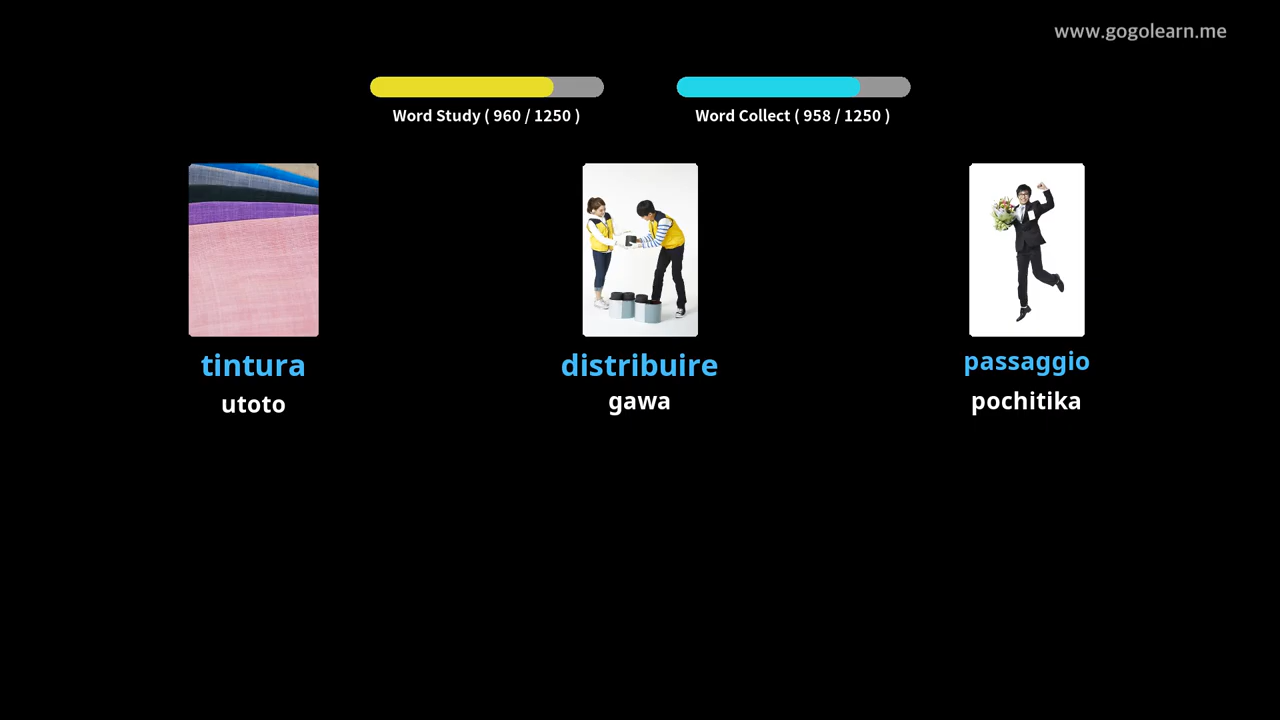 www.gogolearn.me
Word Study ( 960 / 1250 )
Word Collect ( 958 / 1250 )
tintura
utoto
distribuire
gawa
passaggio
pochitika